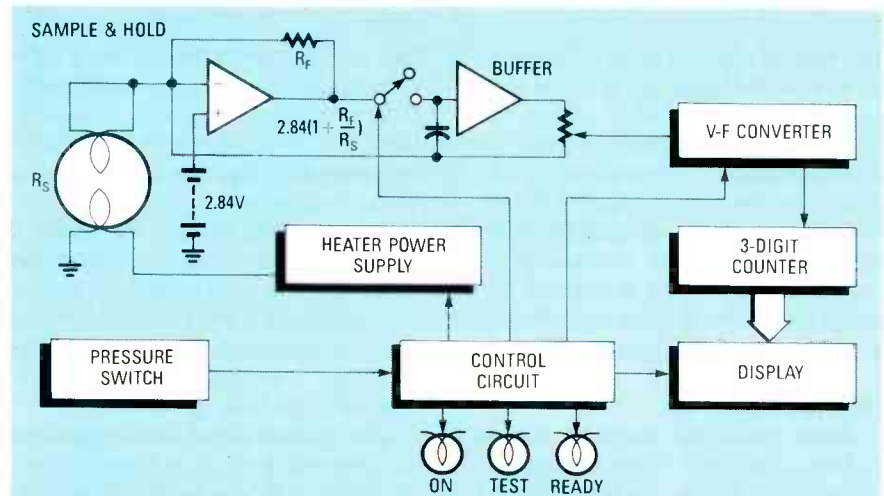 SAMPLE & HOLD
R_F
BUFFER
2.84(1 + R_F/R_S)
V-F CONVERTER
R_S
2.84V
HEATER POWER
SUPPLY
3-DIGIT
COUNTER
PRESSURE
SWITCH
CONTROL
CIRCUIT
DISPLAY
ON TEST READY